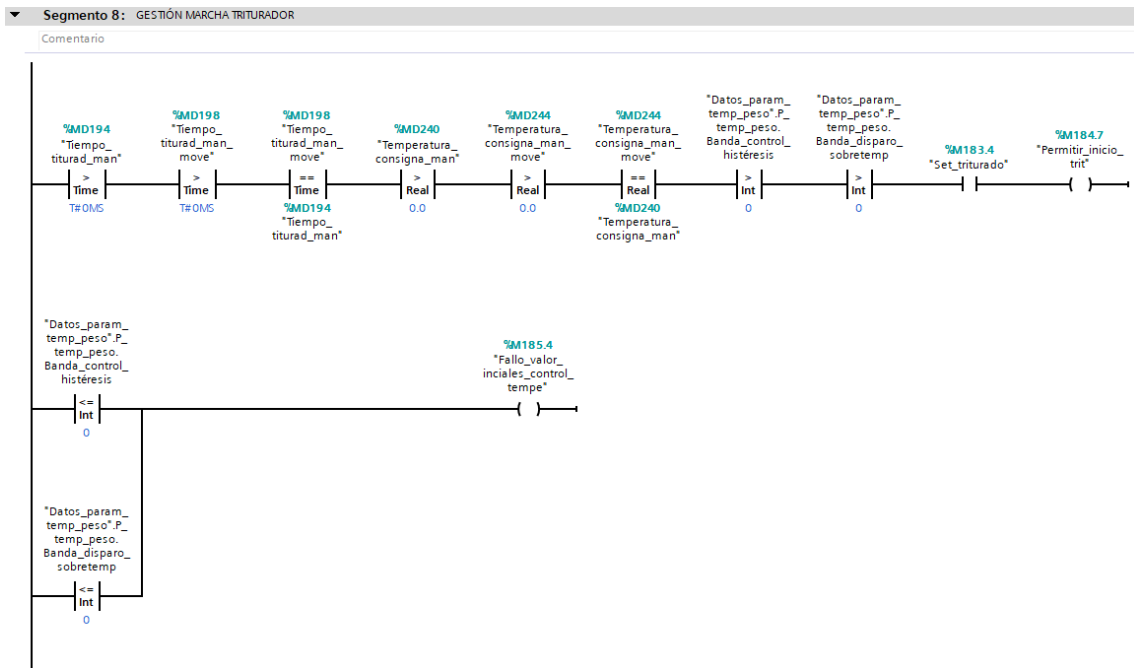 Segmento 8: GESTIÓN MARCHA TRITURADOR
Comentario
%MD194
"Tiempo_
titurad_man"
>
Time
T#0MS
%MD198
"Tiempo_
titurad_man_
move"
>
Time
T#0MS
%MD198
"Tiempo_
titurad_man_
move"
==
Time
%MD194
"Tiempo_
titurad_man"
%MD240
"Temperatura_
consigna_man"
>
Real
0.0
%MD244
"Temperatura_
consigna_man_
move"
>
Real
0.0
%MD244
"Temperatura_
consigna_man_
move"
==
Real
%MD240
"Temperatura_
consigna_man"
"Datos_param_
temp_peso".P_
temp_peso.
Banda_control_
histéresis
>
Int
0
"Datos_param_
temp_peso".P_
temp_peso.
Banda_disparo_
sobretemp
>
Int
0
%M183.4
"Set_triturado"
%M184.7
"Permitir_inicio_
trit"
"Datos_param_
temp_peso".P_
temp_peso.
Banda_control_
histéresis
<=
Int
0
%M185.4
"Fallo_valor_
inciales_control_
tempe"
"Datos_param_
temp_peso".P_
temp_peso.
Banda_disparo_
sobretemp
<=
Int
0